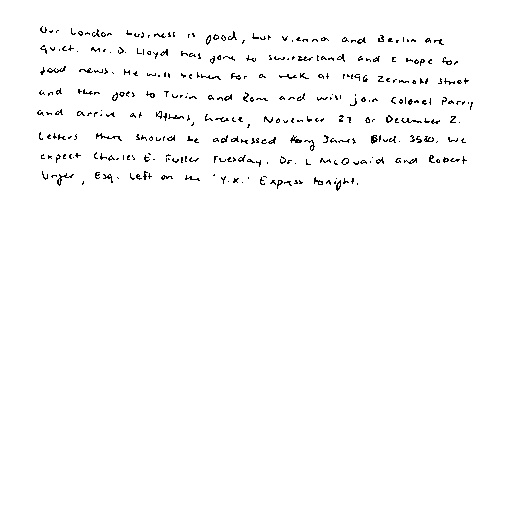 Our London business is good, but Vienna and Berlin are
quiet. Mr. D. Lloyd has gone to Switzerland and I hope for
good news. He will be there for a week at 1496 Zermott Street
and then goes to Turin and Rome and will join Colonel Parry
and arrive at Athens, Greece, November 27 or December 2.
Letters there should be addressed King James Blvd. 3580. We
expect Charles E. Fuller Tuesday. Dr. L McQuaid and Robert
Unger, Esq. left on the 'Y.X.' Express tonight.